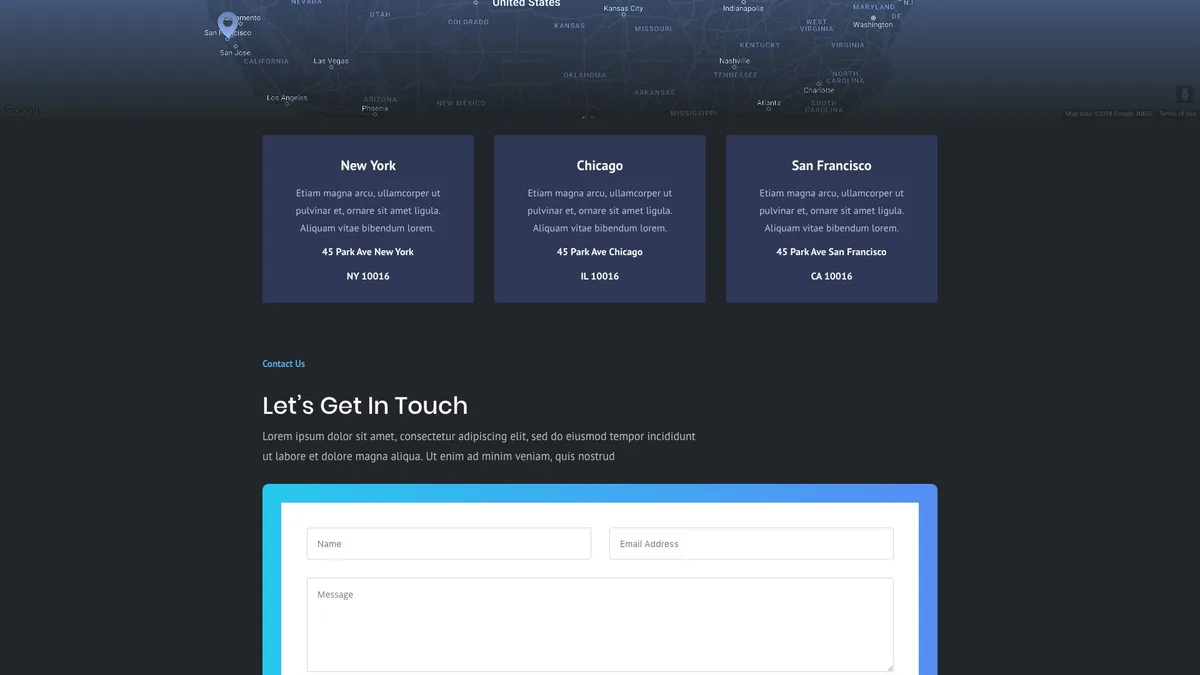 NEVADA
UTAH
COLORADO
United States
KANSAS
Kansas City
MISSOURI
Indianapolis
WEST
VIRGINIA
MARYLAND
NJ
DE
Washington
San Francisco
San Jose
CALIFORNIA
Las Vegas
KENTUCKY
VIRGINIA
Nashville
TENNESSEE
OKLAHOMA
NORTH
CAROLINA
Charlotte
Los Angeles
ARIZONA
Phoenix
NEW MEXICO
ARKANSAS
Atlanta
SOUTH
CAROLINA
MISSISSIPPI
Google
Map data ©2018 Google, INEGI
Terms of Use
New York
Etiam magna arcu, ullamcorper ut
pulvinar et, ornare sit amet ligula.
Aliquam vitae bibendum lorem.
45 Park Ave New York
NY 10016
Chicago
Etiam magna arcu, ullamcorper ut
pulvinar et, ornare sit amet ligula.
Aliquam vitae bibendum lorem.
45 Park Ave Chicago
IL 10016
San Francisco
Etiam magna arcu, ullamcorper ut
pulvinar et, ornare sit amet ligula.
Aliquam vitae bibendum lorem.
45 Park Ave San Francisco
CA 10016
Contact Us
Let’s Get In Touch
Lorem ipsum dolor sit amet, consectetur adipiscing elit, sed do eiusmod tempor incididunt
ut labore et dolore magna aliqua. Ut enim ad minim veniam, quis nostrud
Name
Email Address
Message